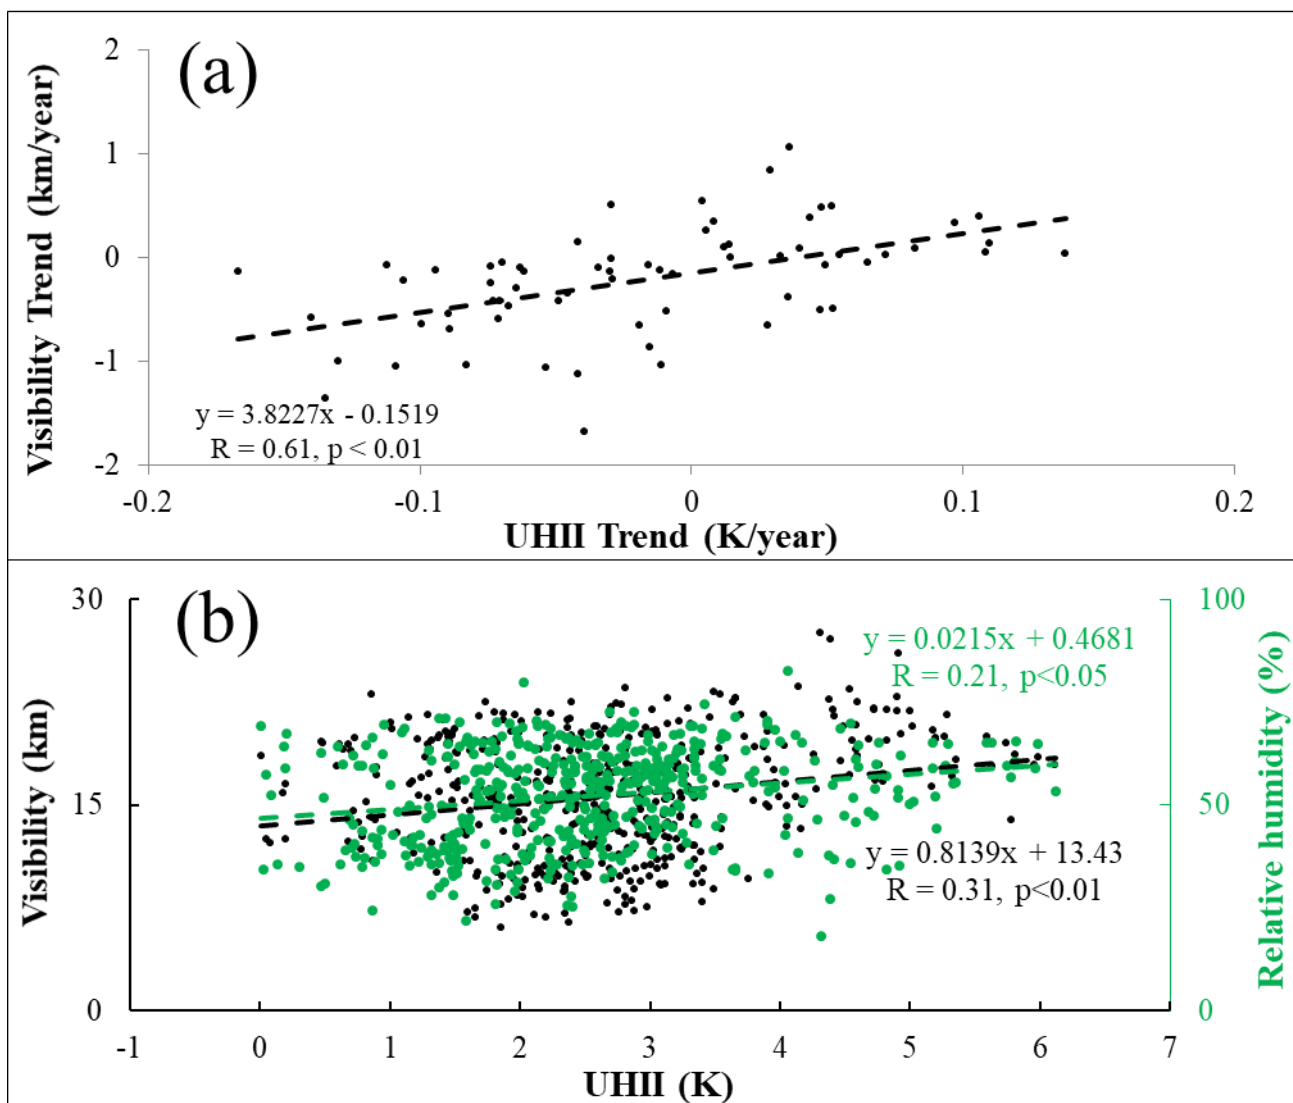 (a)
2
1
0
-1
-2
Visibility Trend (km/year)
y = 3.8227x - 0.1519
R = 0.61, p < 0.01
-0.2
-0.1
0
0.1
0.2
UHII Trend (K/year)
(b)
30
15
0
Visibility (km)
y = 0.0215x + 0.4681
R = 0.21, p<0.05
y = 0.8139x + 13.43
R = 0.31, p<0.01
100
50
0
Relative humidity (%)
-1
0
1
2
3
4
5
6
7
UHII (K)